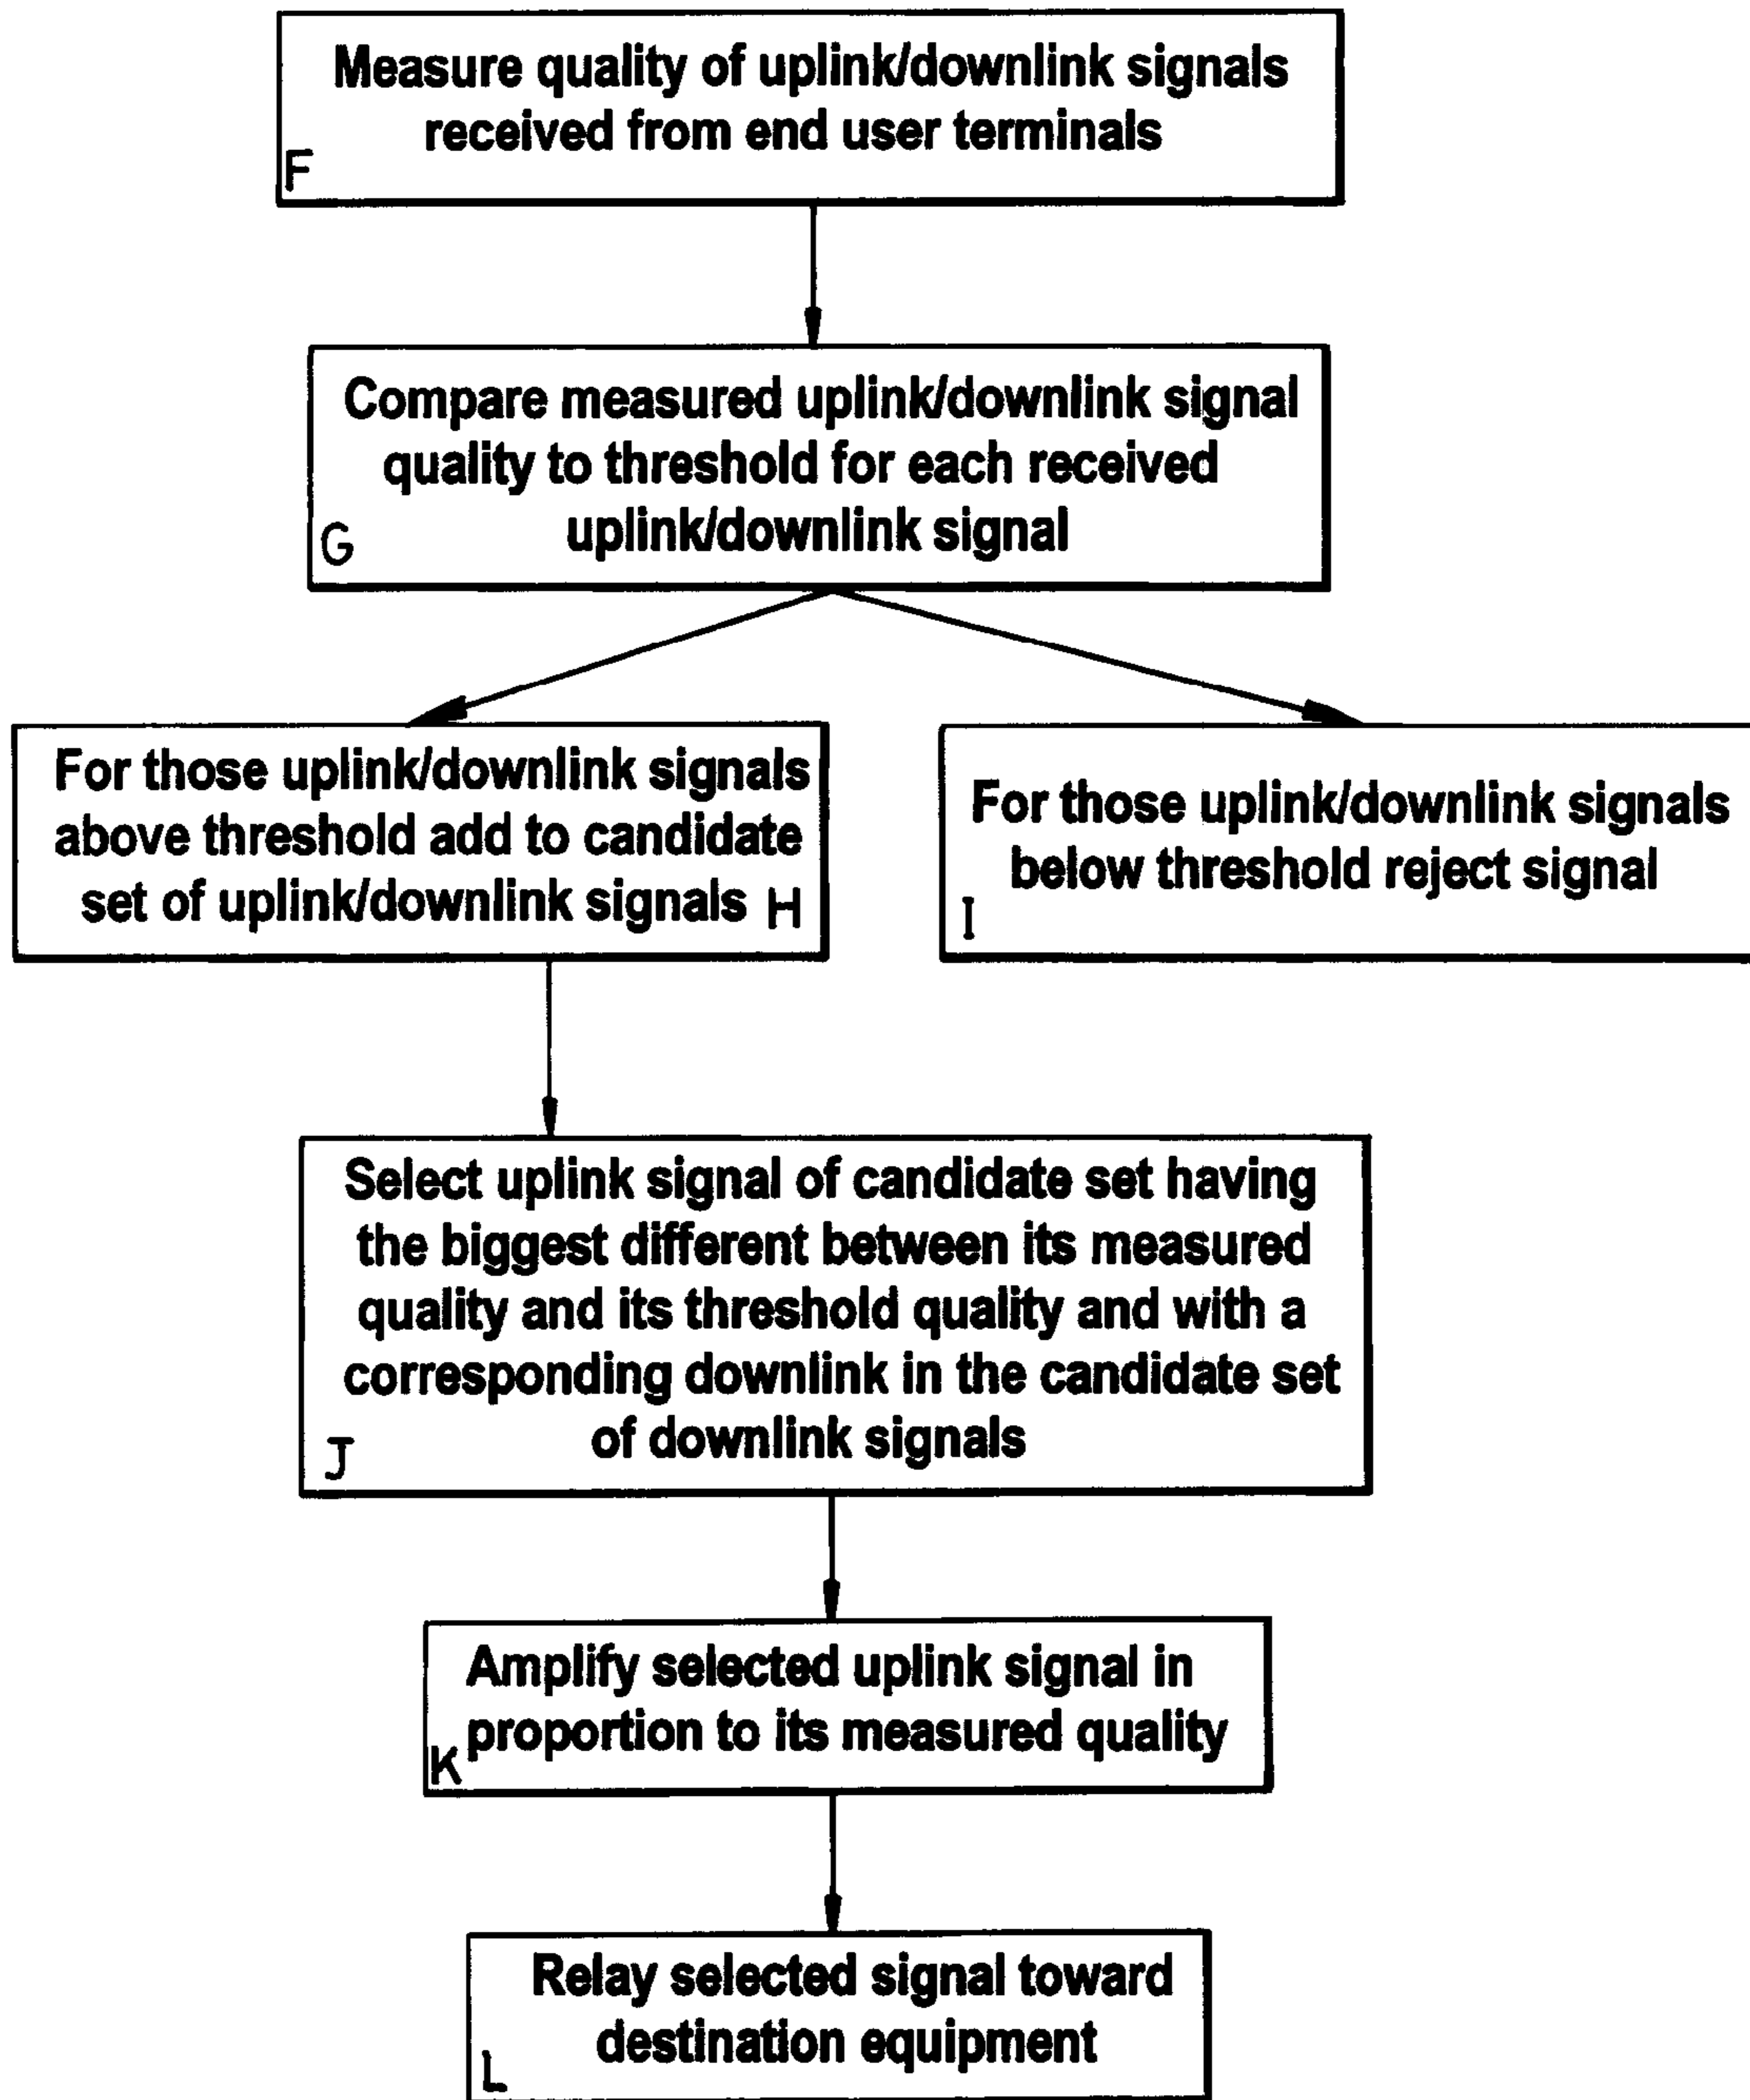 Measure quality of uplink/downlink signals
received from end user terminals
F
Compare measured uplink/downlink signal
quality to threshold for each received
uplink/downlink signal
G
For those uplink/downlink signals
above threshold add to candidate
set of uplink/downlink signals H
For those uplink/downlink signals
below threshold reject signal
I
Select uplink signal of candidate set having
the biggest different between its measured
quality and its threshold quality and with a
corresponding downlink in the candidate set
of downlink signals
J
Amplify selected uplink signal in
proportion to its measured quality
K
Relay selected signal toward
destination equipment
L